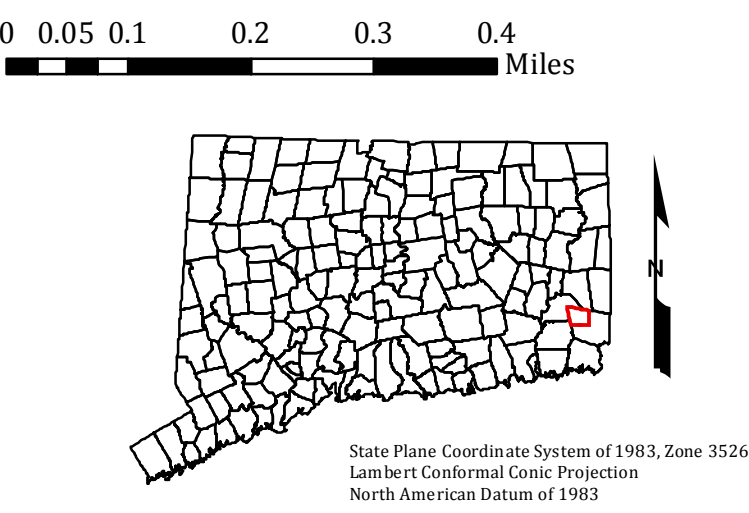 0 0.05 0.1 0.2 0.3 0.4
Miles
N
State Plane Coordinate System of 1983, Zone 3526
Lambert Conformal Conic Projection
North American Datum of 1983